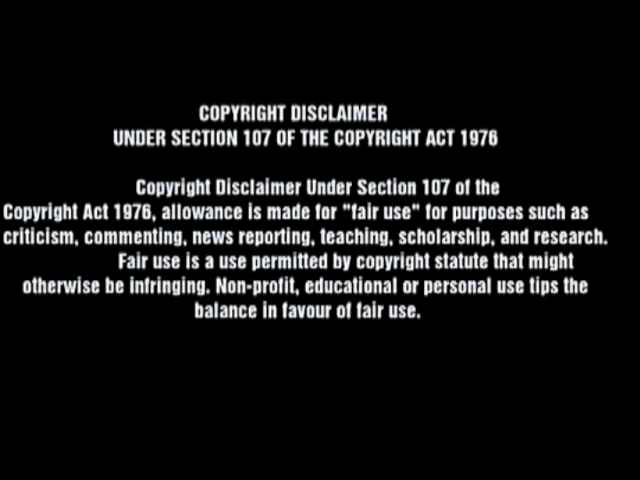 COPYRIGHT DISCLAIMER
UNDER SECTION 107 OF THE COPYRIGHT ACT 1976
Copyright Disclaimer Under Section 107 of the
Copyright Act 1976, allowance is made for "fair use" for purposes such as
criticism, commenting, news reporting, teaching, scholarship, and research.
Fair use is a use permitted by copyright statute that might
otherwise be infringing. Non-profit, educational or personal use tips the
balance in favour of fair use.